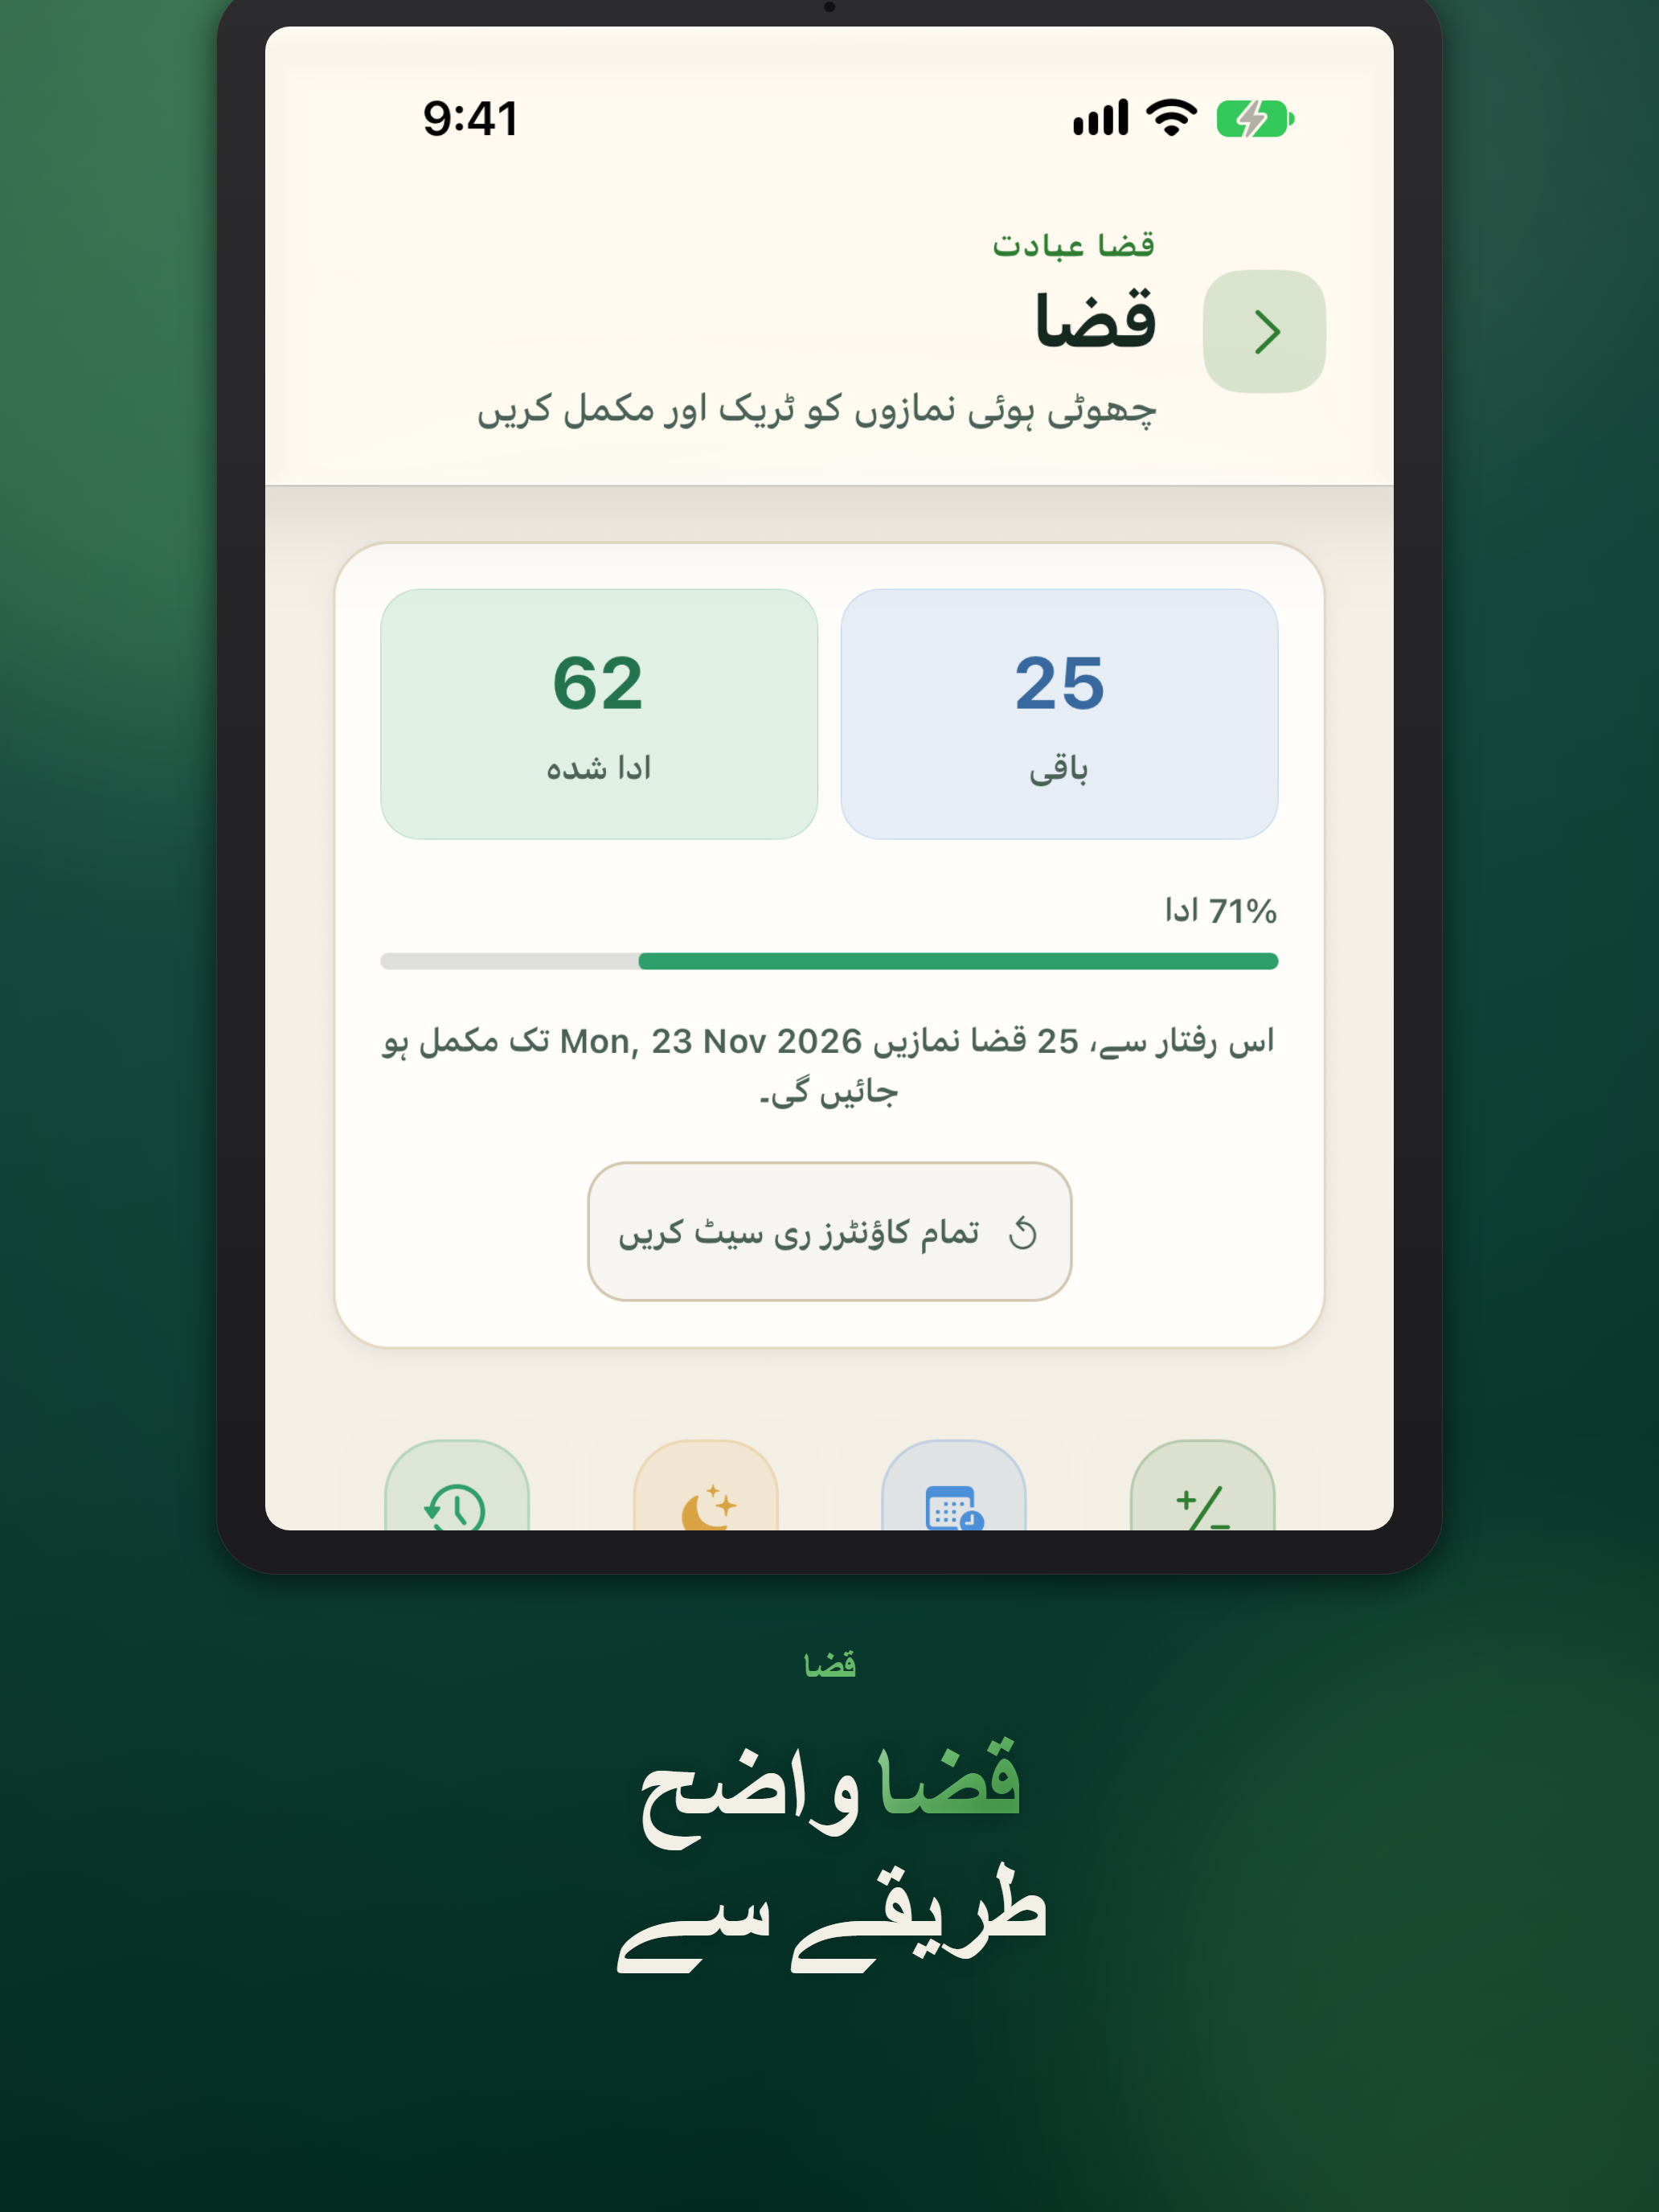 9:41
قضا عبادت
قضا
چھوٹی ہوئی نمازوں کو ٹریک اور مکمل کریں
25
باقی
62
ادا شدہ
71% ادا
اس رفتار سے، 25 قضا نمازیں Mon, 23 Nov 2026 تک مکمل ہو
جائیں گی۔
تمام کاؤنٹرز ری سیٹ کریں
قضا
قضا واضح
طریقے سے